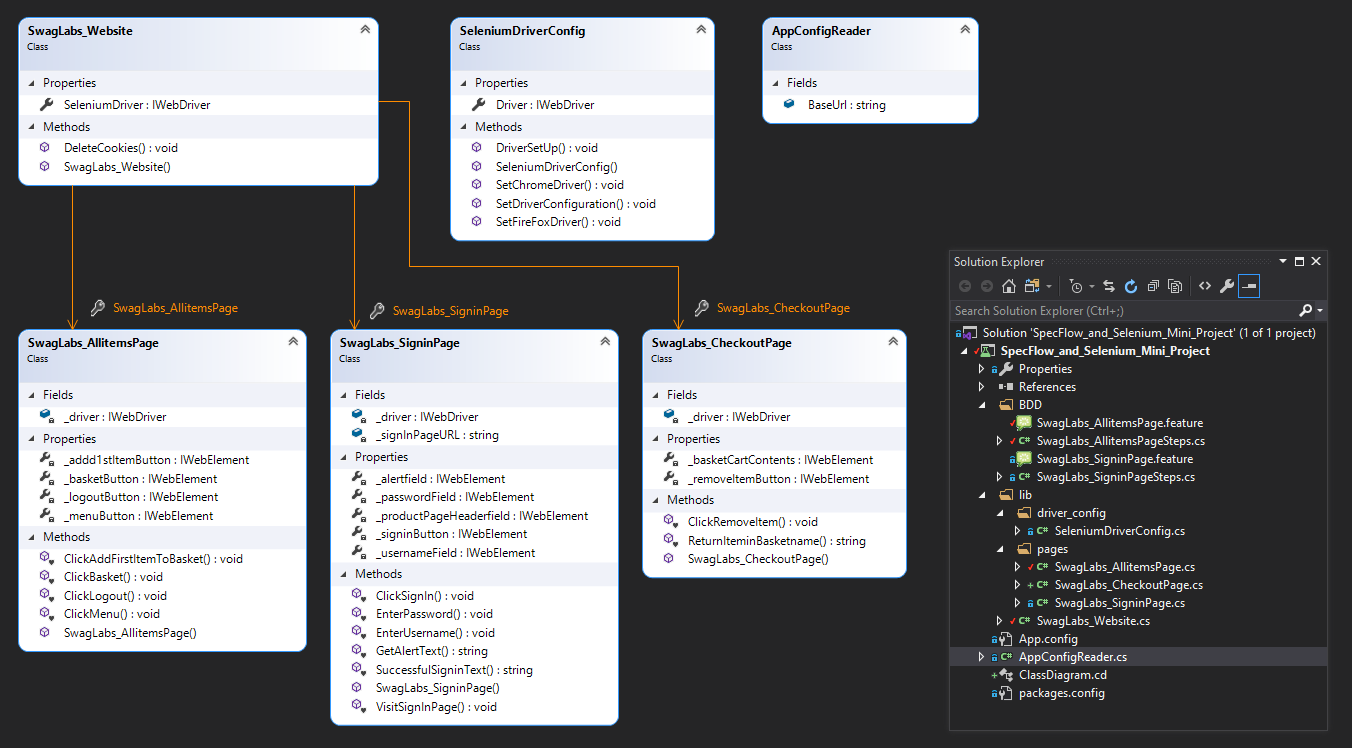 SwagLabs_Website
Class
Properties
SeleniumDriver : IWebDriver
Methods
DeleteCookies() : void
SwagLabs_Website()
SeleniumDriverConfig
Class
Properties
Driver : IWebDriver
Methods
DriverSetUp() : void
SeleniumDriverConfig()
SetChromeDriver() : void
SetDriverConfiguration() : void
SetFireFoxDriver() : void
AppConfigReader
Class
Fields
BaseUrl : string
SwagLabs_AllitemsPage
SwagLabs_SigninPage
SwagLabs_CheckoutPage
SwagLabs_AllitemsPage
Class
Fields
_driver : IWebDriver
Properties
_addd1stItemButton : IWebElement
_basketButton : IWebElement
_logoutButton : IWebElement
_menuButton : IWebElement
Methods
ClickAddFirstItemToBasket() : void
ClickBasket() : void
ClickLogout() : void
ClickMenu() : void
SwagLabs_AllitemsPage()
SwagLabs_SigninPage
Class
Fields
_driver : IWebDriver
_signInPageURL : string
Properties
_alertfield : IWebElement
_passwordField : IWebElement
_productPageHeaderfield : IWebElement
_signinButton : IWebElement
_usernameField : IWebElement
Methods
ClickSignIn() : void
EnterPassword() : void
EnterUsername() : void
GetAlertText() : string
SuccessfulSigninText() : string
SwagLabs_SigninPage()
VisitSignInPage() : void
SwagLabs_CheckoutPage
Class
Fields
_driver : IWebDriver
Properties
_basketCartContents : IWebElement
_removeItemButton : IWebElement
Methods
ClickRemoveItem() : void
ReturnIteminBasketname() : string
SwagLabs_CheckoutPage()
Solution Explorer
Search Solution Explorer (Ctrl+;)
Solution 'SpecFlow_and_Selenium_Mini_Project' (1 of 1 project)
SpecFlow_and_Selenium_Mini_Project
Properties
References
BDD
SwagLabs_AllitemsPage.feature
C# SwagLabs_AllitemsPageSteps.cs
SwagLabs_SigninPage.feature
C# SwagLabs_SigninPageSteps.cs
lib
driver_config
C# SeleniumDriverConfig.cs
pages
C# SwagLabs_AllitemsPage.cs
C# SwagLabs_CheckoutPage.cs
C# SwagLabs_SigninPage.cs
C# SwagLabs_Website.cs
App.config
C# AppConfigReader.cs
ClassDiagram.cd
packages.config